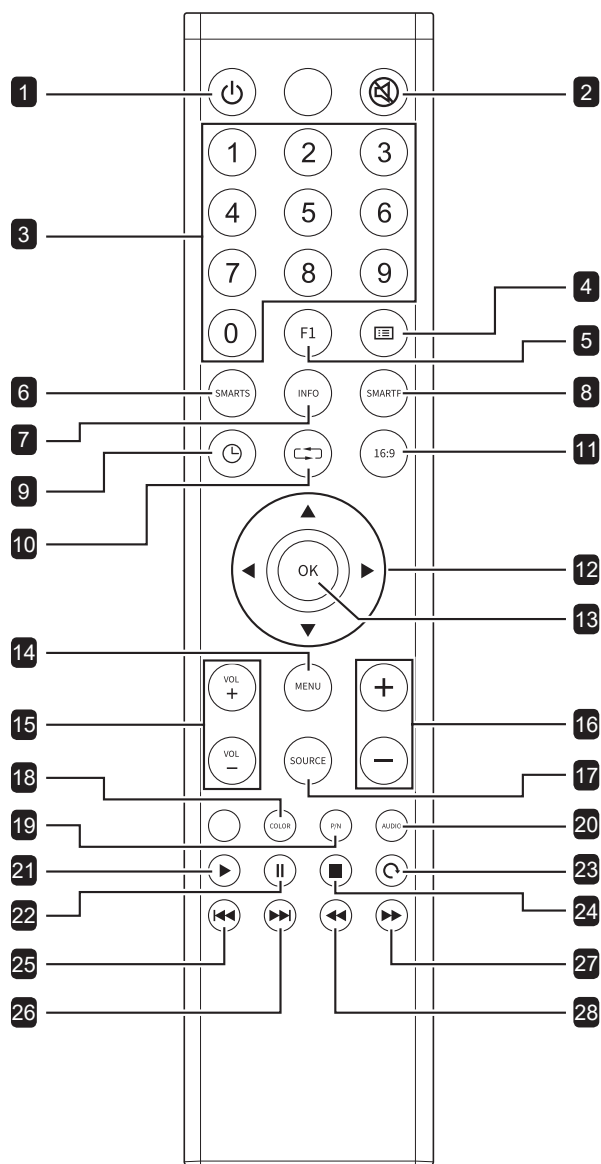 1 2
1 2 3
3 4 5 6
7 8 9
4
0 F1
5
6 SMARTS INFO SMARTF 8
7
16:9 11
9
10
OK 12
13
14
VOL + MENU +
15 16
VOL − SOURCE −
17
18
COLOR P/N AUDIO
19 20
21 23
22 24
25 27
26 28